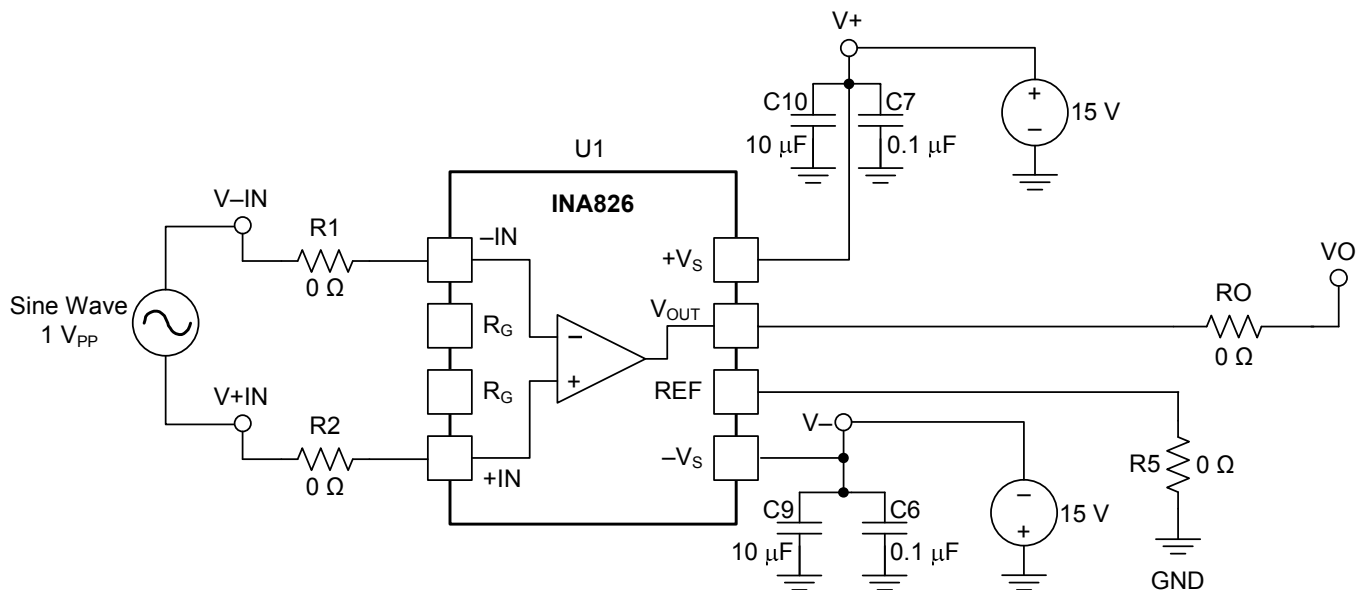 V+
C10
C7
10 μF
0.1 μF
15 V
U1
INA826
V–IN
R1
0 Ω
–IN
+VS
VO
Sine Wave
1 VPP
RG
VOUT
RO
0 Ω
RG
REF
V+IN
R2
0 Ω
+IN
–VS
V–
R5
0 Ω
C9
C6
10 μF
0.1 μF
15 V
GND